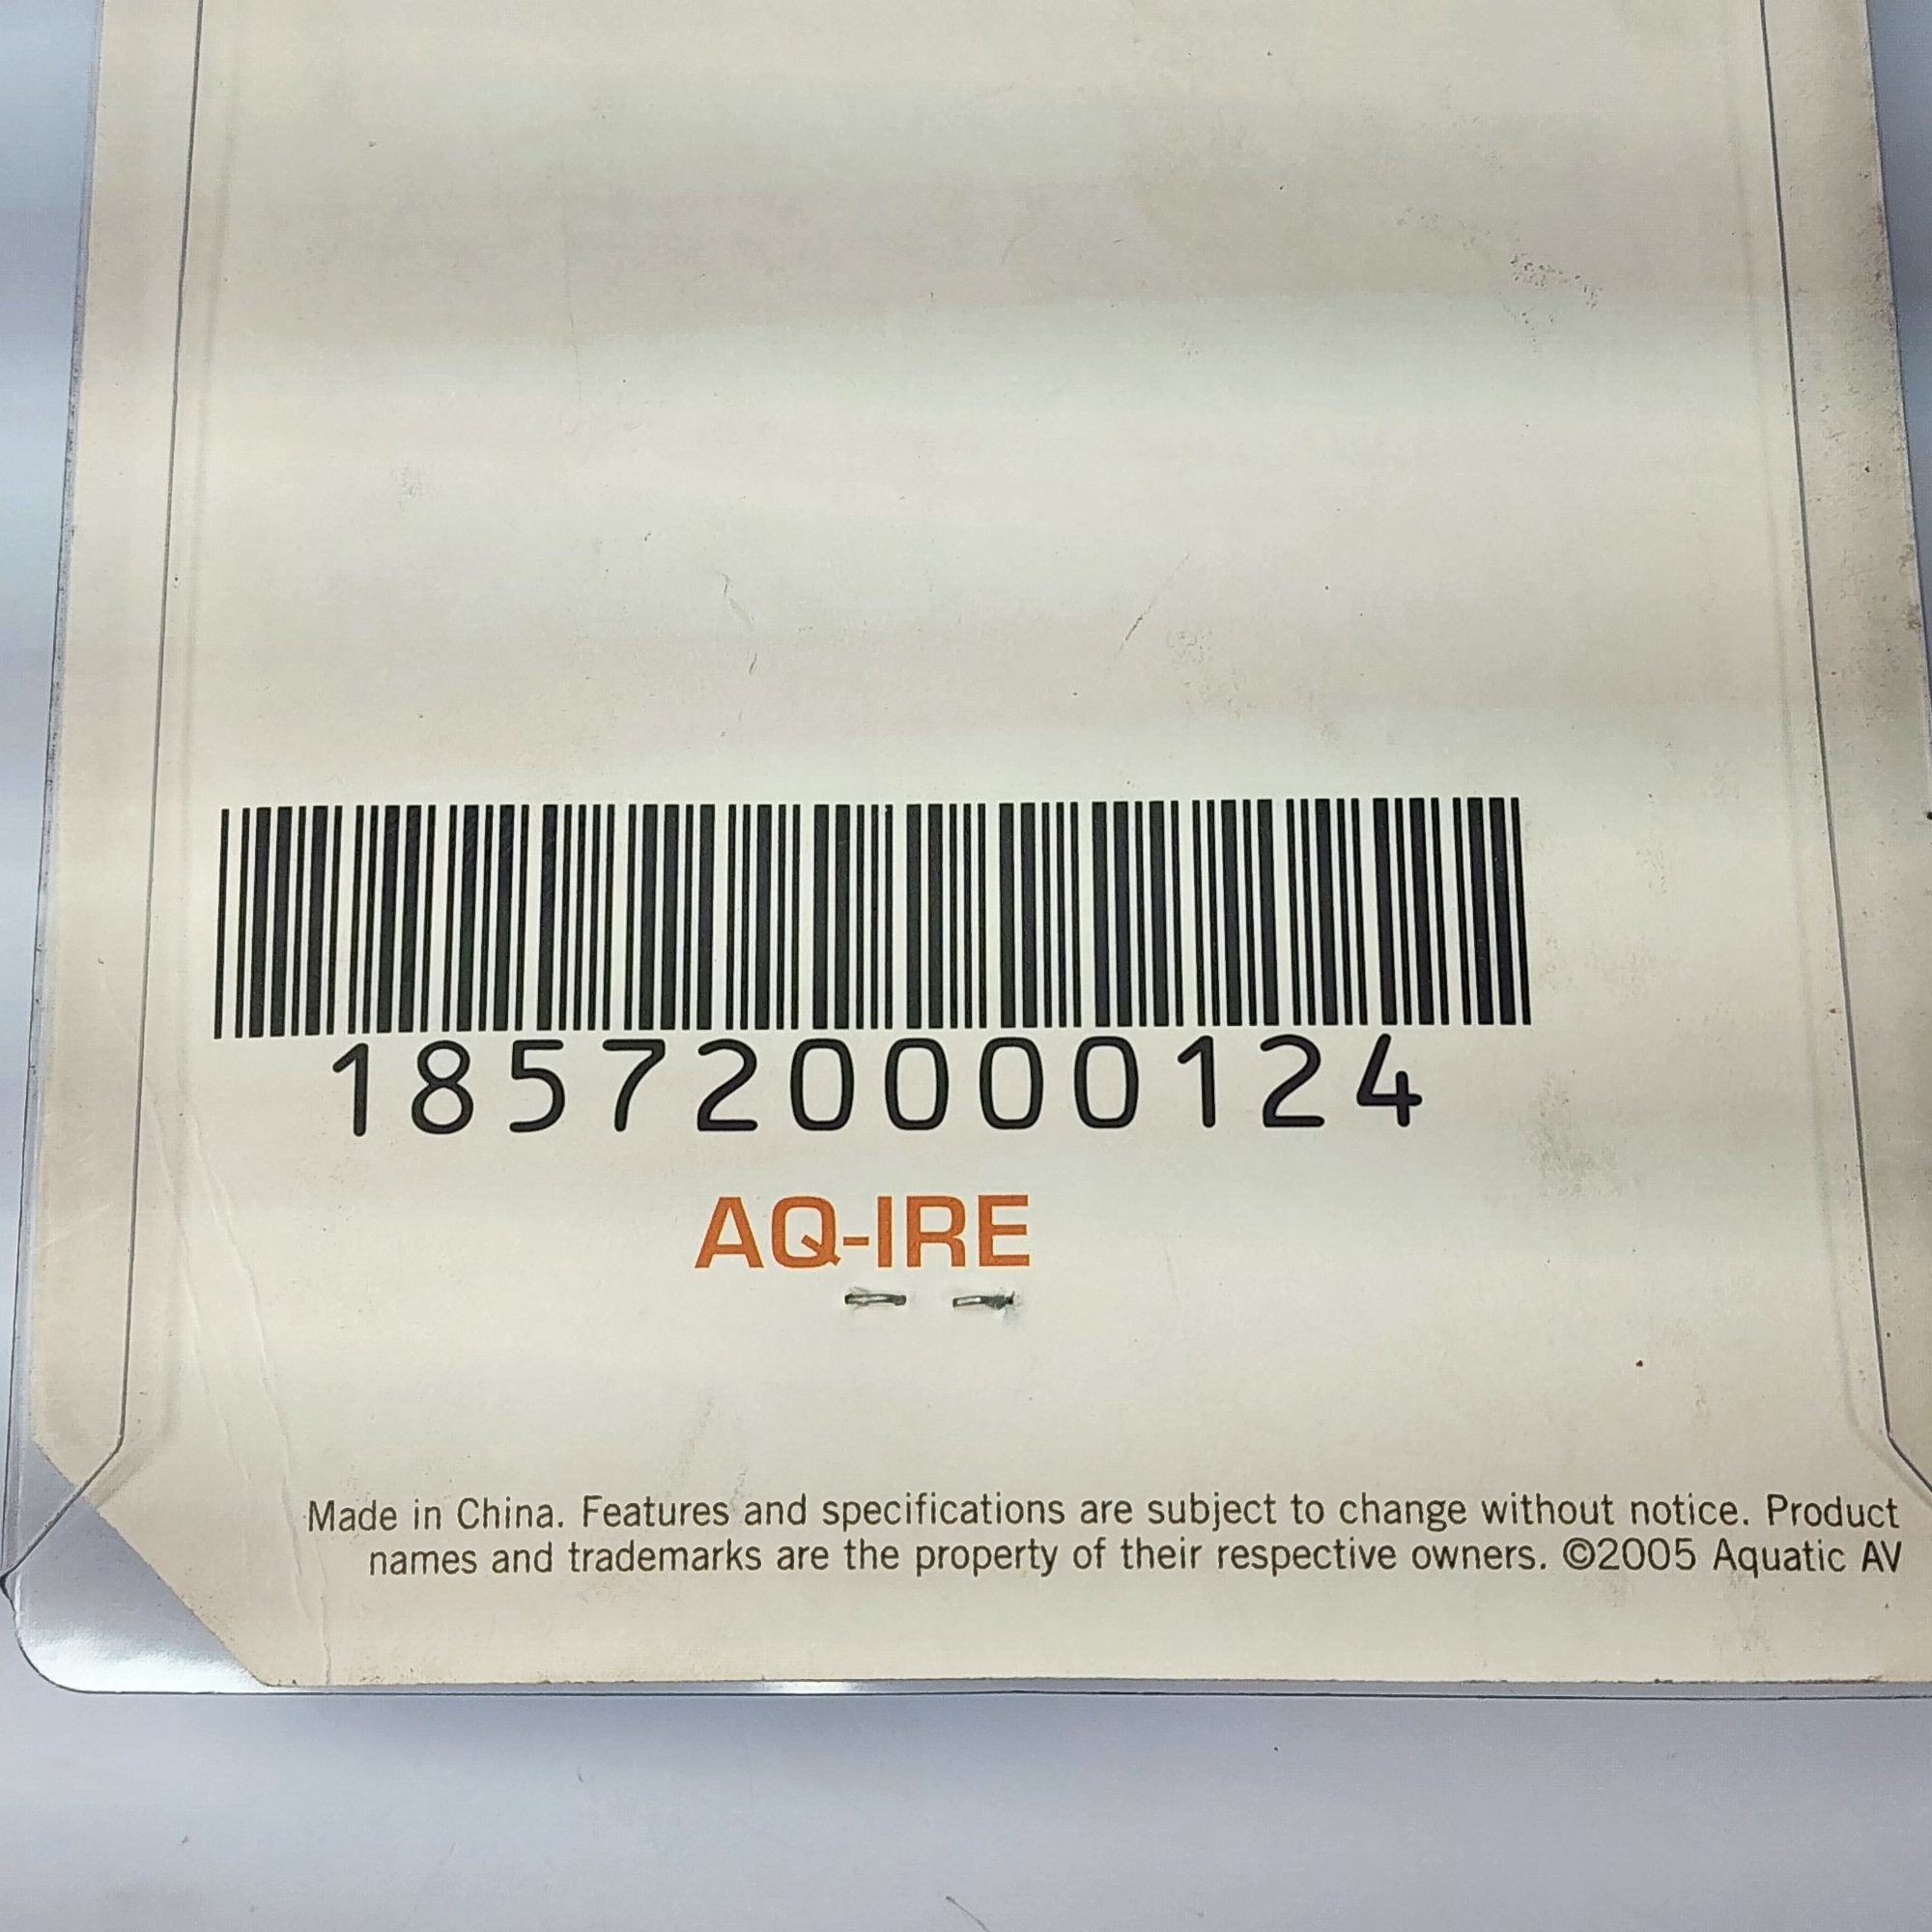 185720000124
AQ-IRE
Made in China. Features and specifications are subject to change without notice. Product
names and trademarks are the property of their respective owners. ©2005 Aquatic AV